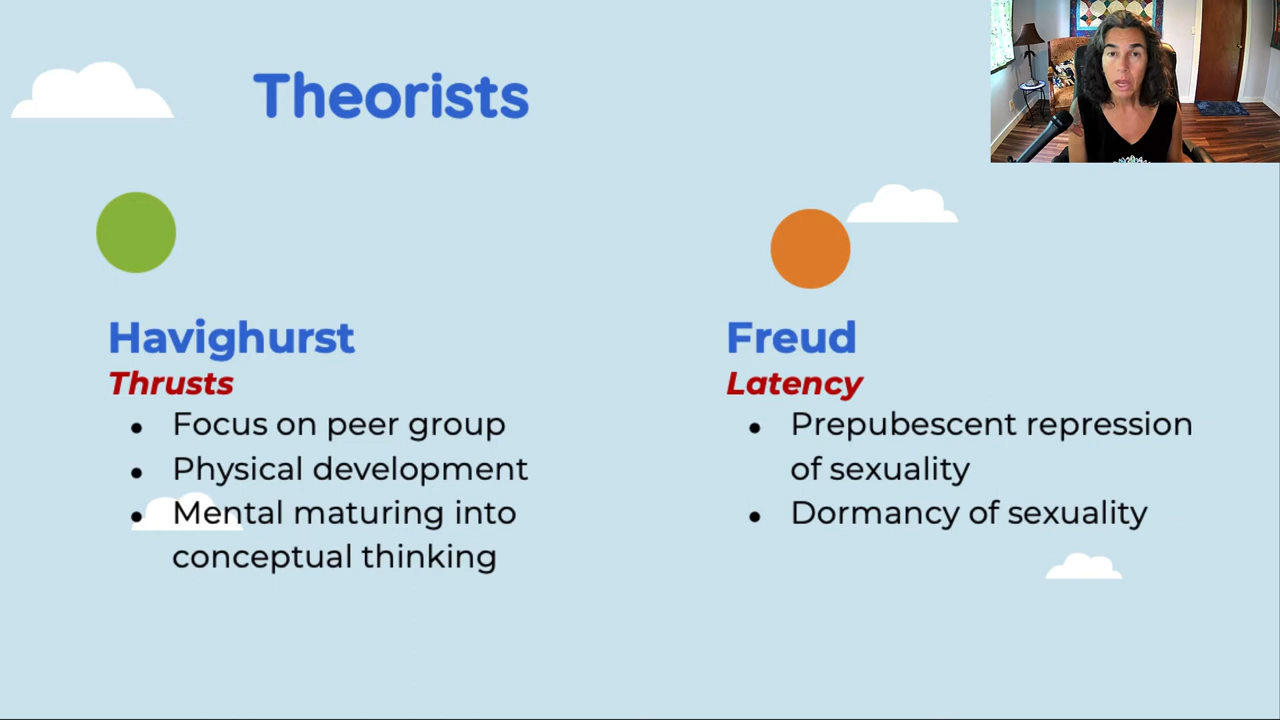 Theorists
Havighurst
Thrusts
• Focus on peer group
• Physical development
• Mental maturing into
conceptual thinking
Freud
Latency
• Prepubescent repression
of sexuality
• Dormancy of sexuality